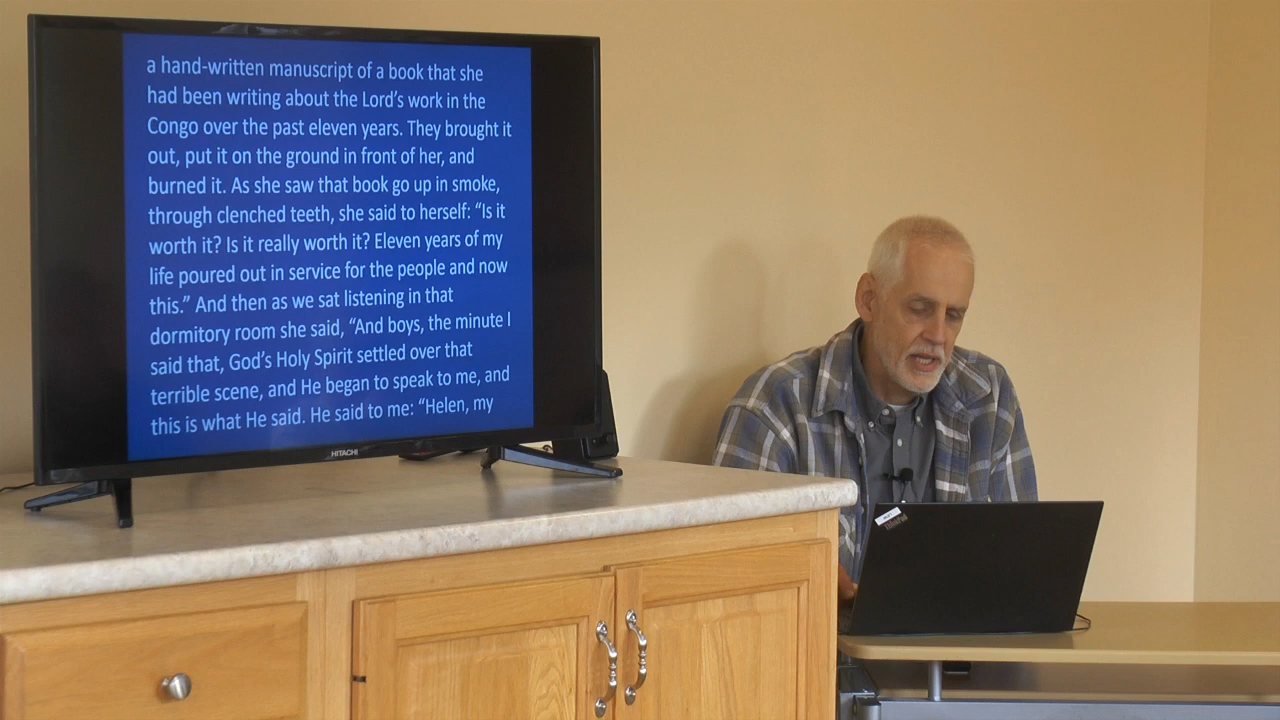 a hand-written manuscript of a book that she
had been writing about the Lord's work in the
Congo over the past eleven years. They brought it
out, put it on the ground in front of her, and
burned it. As she saw that book go up in smoke,
through clenched teeth, she said to herself: “Is it
worth it? Is it really worth it? Eleven years of my
life poured out in service for the people and now
this.” And then as we sat listening in that
dormitory room she said, “And boys, the minute I
said that, God's Holy Spirit settled over that
terrible scene, and He began to speak to me, and
this is what He said. He said to me: “Helen, my
HITACHI
ThinkPad